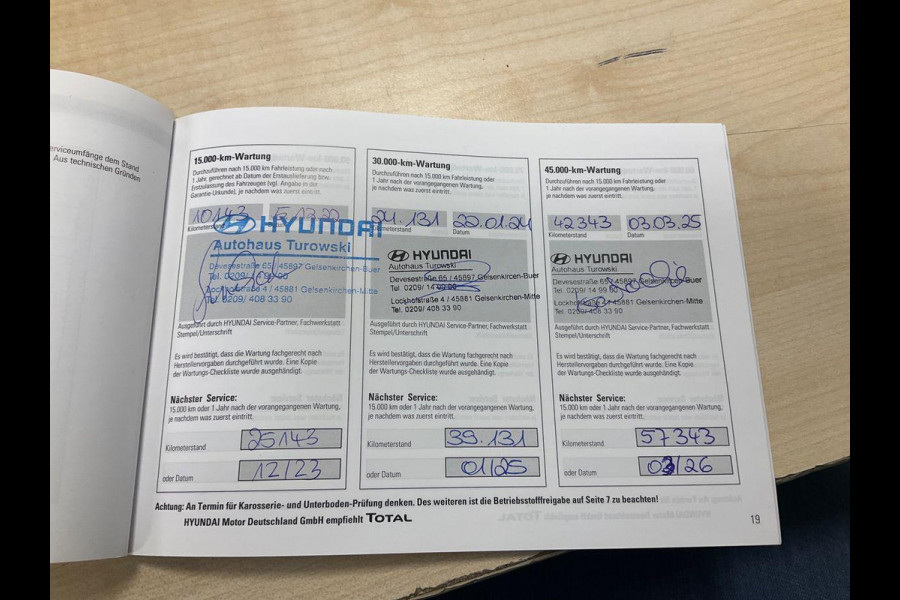 erviceumfänge dem Stand
Aus technischen Gründen
15.000-km-Wartung
Durchzuführen nach 15.000 km Fahrleistung oder noch
1 Jahr, gerechnet ab Datum der Erstauslieferung bzw.
Erstzulassung des Fahrzeuges (vgl. Angabe in der
Garantie-Urkunde), je nachdem was zuerst eintritt.
10143
Kilometerstand
HYUNDAI
Autohaus Turowski
Devesestraße 65 / 45897 Gelsenkirchen-Buer
Tel. 0209/
Lockhofstraße 4 / 45881 Gelsenkirchen-Mitte
Tel. 0209/ 408 33 90
Ausgeführt durch HYUNDAI Service-Partner, Fachwerkstatt
Stempel/Unterschrift
Es wird bestätigt, dass die Wartung fachgerecht nach
Herstellervorgaben durchgeführt wurde. Eine Kopie
der Wartungs-Checkliste wurde ausgehändigt.
Nächster Service:
15.000 km oder 1 Jahr nach der vorangegangenen Wartung,
je nachdem was zuerst eintritt.
Kilometerstand 25143
oder Datum 12/23
30.000-km-Wartung
Durchzuführen nach 15.000 km Fahrleistung oder
1 Jahr nach der vorangegangenen Wartung,
je nachdem was zuerst eintritt.
24.131 22.01.24
Kilometerstand Datum
HYUNDAI
Autohaus Turowski
Devesestraße 65 / 45897 Gelsenkirchen-Buer
Tel. 0209/ 14 99 00
Lockhofstraße 4 / 45881 Gelsenkirchen-Mitte
Tel. 0209/ 408 33 90
Ausgeführt durch HYUNDAI Service-Partner, Fachwerkstatt
Stempel/Unterschrift
Es wird bestätigt, dass die Wartung fachgerecht nach
Herstellervorgaben durchgeführt wurde. Eine Kopie
der Wartungs-Checkliste wurde ausgehändigt.
Nächster Service:
15.000 km oder 1 Jahr nach der vorangegangenen Wartung,
je nachdem was zuerst eintritt.
Kilometerstand 39.131
oder Datum 01/25
45.000-km-Wartung
Durchzuführen nach 15.000 km Fahrleistung oder
1 Jahr nach der vorangegangenen Wartung,
je nachdem was zuerst eintritt.
42343 03.03.25
Kilometerstand Datum
HYUNDAI
Autohaus Turowski
Devesestraße 65 / 45897 Gelsenkirchen-Buer
Tel. 0209/ 14 99
Lockhofstraße 4 / 45881 Gelsenkirchen-Mitte
Tel. 0209/ 408 33 90
Ausgeführt durch HYUNDAI Service-Partner, Fachwerkstatt
Stempel/Unterschrift
Es wird bestätigt, dass die Wartung fachgerecht nach
Herstellervorgaben durchgeführt wurde. Eine Kopie
der Wartungs-Checkliste wurde ausgehändigt.
Nächster Service:
15.000 km oder 1 Jahr nach der vorangegangenen Wartung,
je nachdem was zuerst eintritt.
Kilometerstand 57343
oder Datum 03/26
Achtung: An Termin für Karosserie- und Unterboden-Prüfung denken. Des weiteren ist die Betriebsstofffreigabe auf Seite 7 zu beachten!
HYUNDAI Motor Deutschland GmbH empfiehlt TOTAL
19